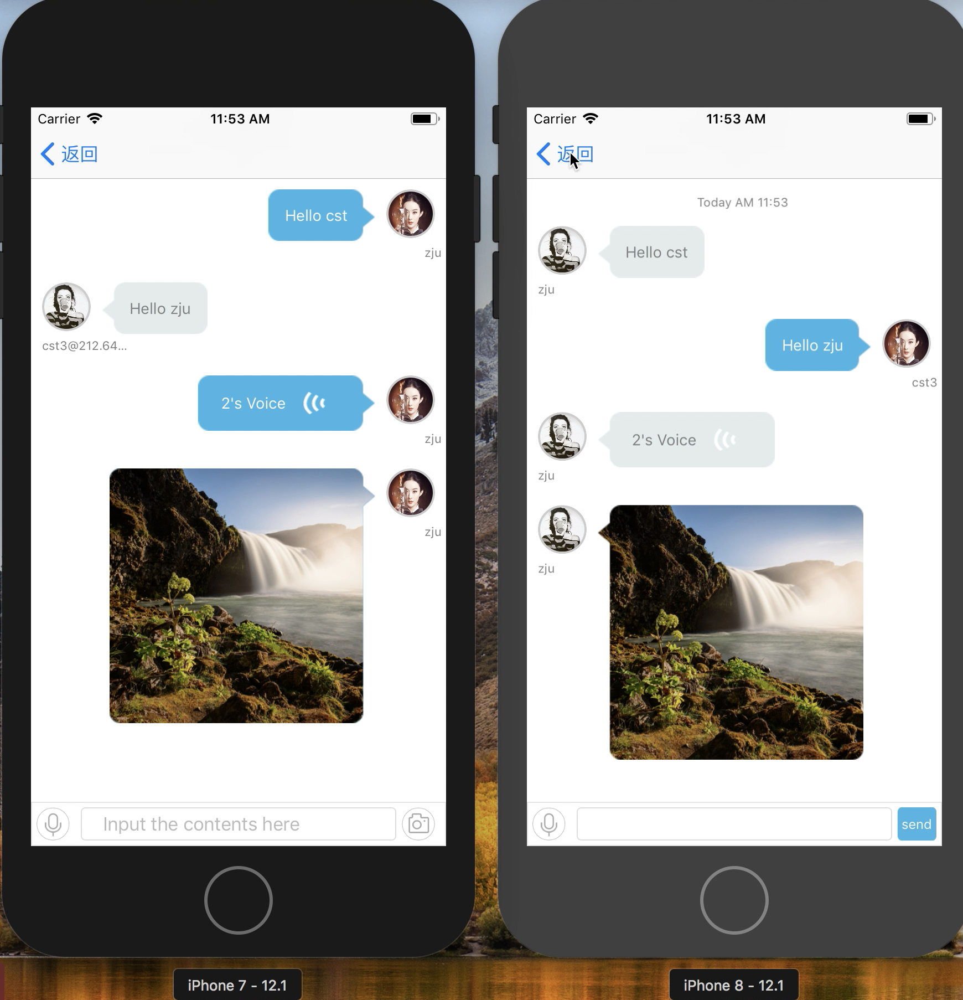 Carrier 11:53 AM
返回
Hello cst
zju
Hello zju
cst3@212.64...
2's Voice
zju
zju
Input the contents here
iPhone 7 - 12.1
Carrier 11:53 AM
返回
Today AM 11:53
Hello cst
zju
Hello zju
cst3
2's Voice
zju
zju
send
iPhone 8 - 12.1